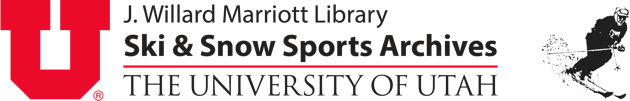 U®
J. Willard Marriott Library
Ski & Snow Sports Archives
THE UNIVERSITY OF UTAH